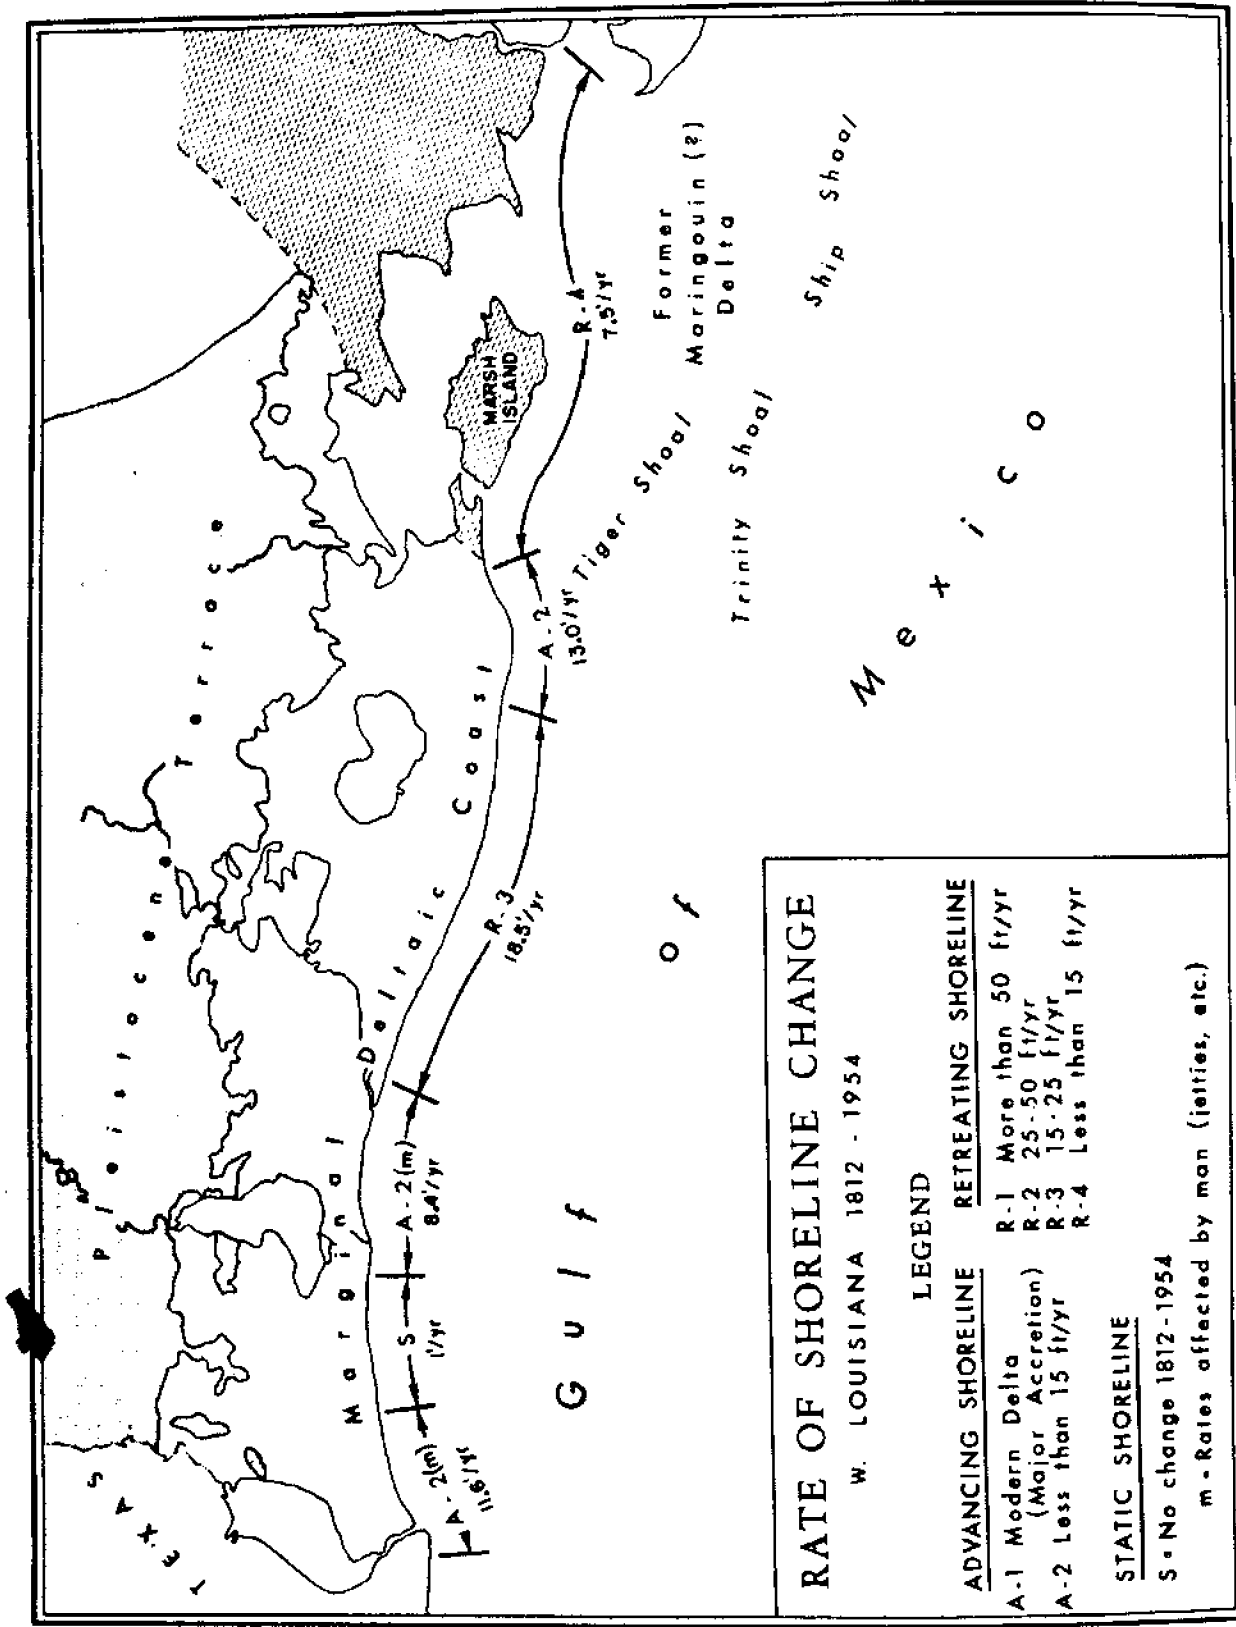 TEXAS
Pleistocene Terrace
Marginal Deltaic Coast
MARSH
ISLAND
A-2(m)
11.6'/yr
S
1'/yr
A-2(m)
8.4'/yr
R-3
18.5'/yr
A-2
13.0'/yr
R-4
7.5'/yr
Tiger Shoal
Trinity Shoal
Ship Shoal
Former
Maringouin (?)
Delta
Gulf of Mexico
RATE OF SHORELINE CHANGE
W. LOUISIANA 1812 - 1954
LEGEND
ADVANCING SHORELINE
A-1 Modern Delta
(Major Accretion)
A-2 Less than 15 ft/yr
RETREATING SHORELINE
R-1 More than 50 ft/yr
R-2 25-50 ft/yr
R-3 15-25 ft/yr
R-4 Less than 15 ft/yr
STATIC SHORELINE
S=No change 1812-1954
m - Rates affected by man (jetties, etc.)